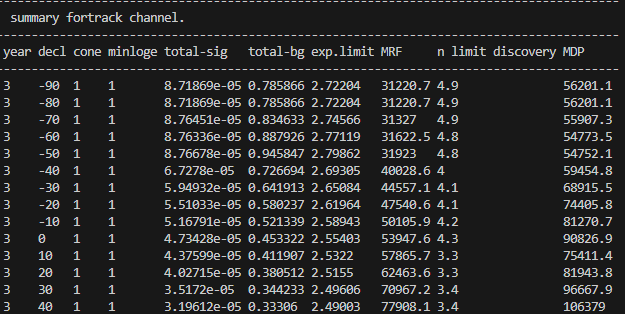 --------------------------------------------------------------------------------
summary fortrack channel.
--------------------------------------------------------------------------------
year decl cone minloge total-sig total-bg exp.limit MRF n limit discovery MDP
--------------------------------------------------------------------------------
3 -90 1 1 8.71869e-05 0.785866 2.72204 31220.7 4.9 56201.1
3 -80 1 1 8.71869e-05 0.785866 2.72204 31220.7 4.9 56201.1
3 -70 1 1 8.76451e-05 0.834633 2.74566 31327 4.9 55907.3
3 -60 1 1 8.76336e-05 0.887926 2.77119 31622.5 4.8 54773.5
3 -50 1 1 8.76678e-05 0.945847 2.79862 31923 4.8 54752.1
3 -40 1 1 6.7278e-05 0.726694 2.69305 40028.6 4 59454.8
3 -30 1 1 5.94932e-05 0.641913 2.65084 44557.1 4.1 68915.5
3 -20 1 1 5.51033e-05 0.580237 2.61964 47540.6 4.1 74405.8
3 -10 1 1 5.16791e-05 0.521339 2.58943 50105.9 4.2 81270.7
3 0 1 1 4.73428e-05 0.453322 2.55403 53947.6 4.3 90826.9
3 10 1 1 4.37599e-05 0.411907 2.5322 57865.7 3.3 75411.4
3 20 1 1 4.02715e-05 0.380512 2.5155 62463.6 3.3 81943.8
3 30 1 1 3.5172e-05 0.344233 2.49606 70967.2 3.4 96667.9
3 40 1 1 3.19612e-05 0.33306 2.49003 77908.1 3.4 106379